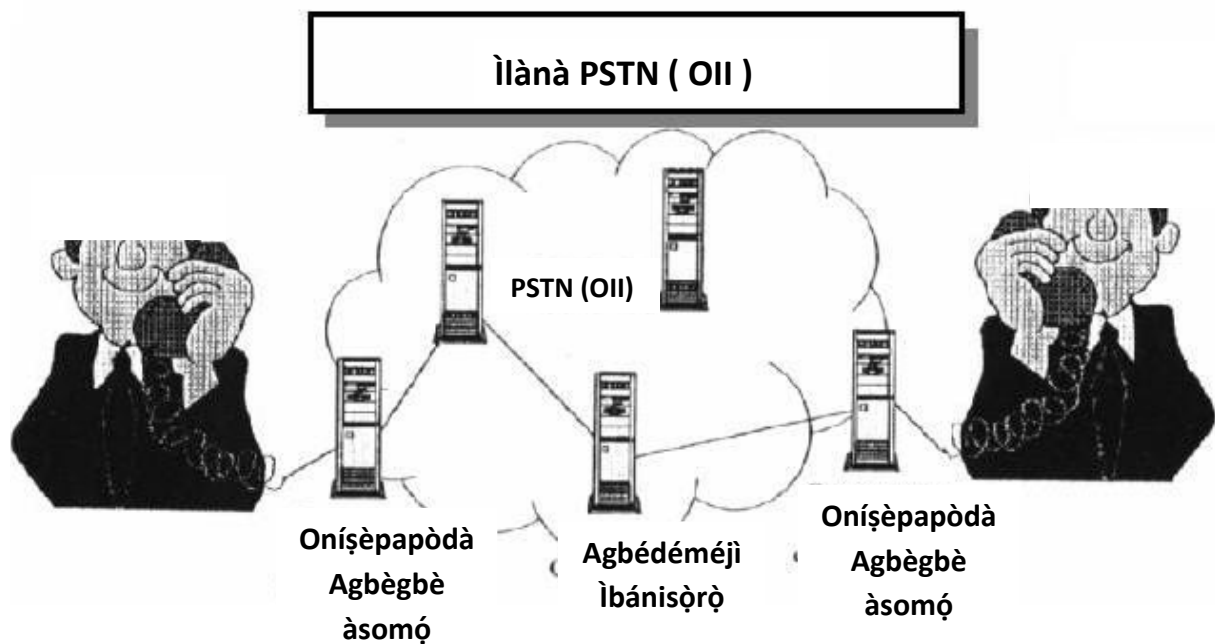 Ìlànà PSTN ( OII )
PSTN (OII)
Oníṣèpapòdà
Agbègbè
àsomọ́
Agbédéméjì
Ìbánisọ̀rọ̀
Oníṣèpapòdà
Agbègbè
àsomọ́